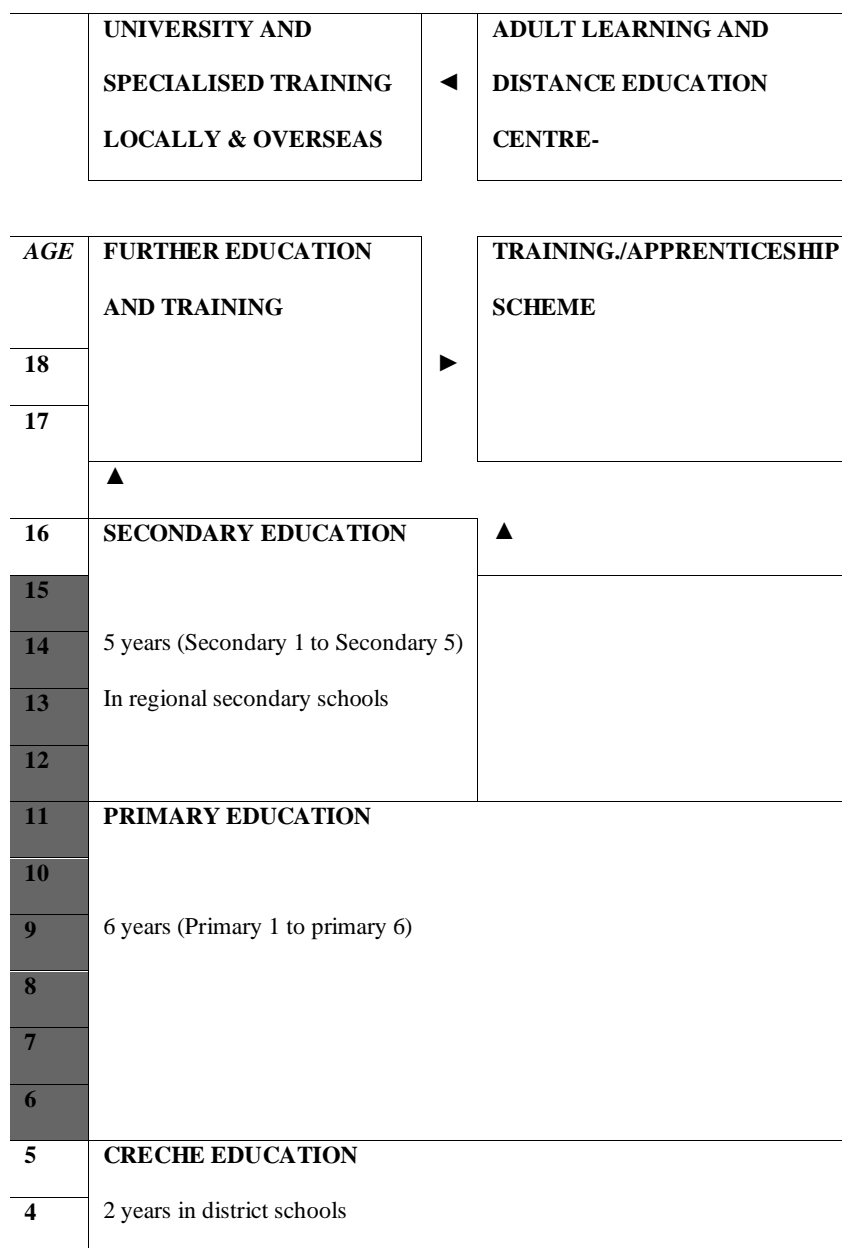 UNIVERSITY AND
SPECIALISED TRAINING
LOCALLY & OVERSEAS
◄
ADULT LEARNING AND
DISTANCE EDUCATION
CENTRE-
AGE
FURTHER EDUCATION
AND TRAINING
►
TRAINING./APPRENTICESHIP
SCHEME
18
17
▲
16
SECONDARY EDUCATION
▲
15
14
5 years (Secondary 1 to Secondary 5)
13
In regional secondary schools
12
11
PRIMARY EDUCATION
10
9
6 years (Primary 1 to primary 6)
8
7
6
5
CRECHE EDUCATION
4
2 years in district schools